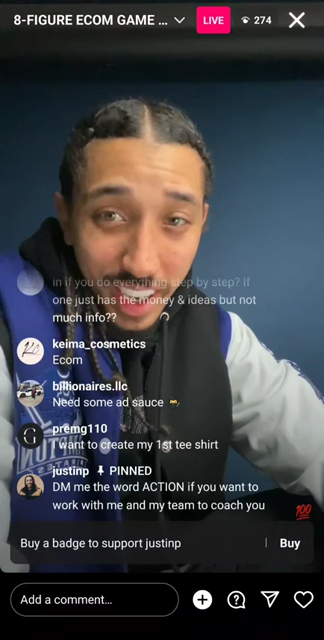 8-FIGURE ECOM GAME ...
LIVE
274
in if you do everything step by step? If
one just has the money & ideas but not
much info??
keima_cosmetics
Ecom
billionaires.llc
Need some ad sauce
premg110
I want to create my 1st tee shirt
justinp PINNED
DM me the word ACTION if you want to
work with me and my team to coach you
100
Buy a badge to support justinp
Buy
Add a comment...